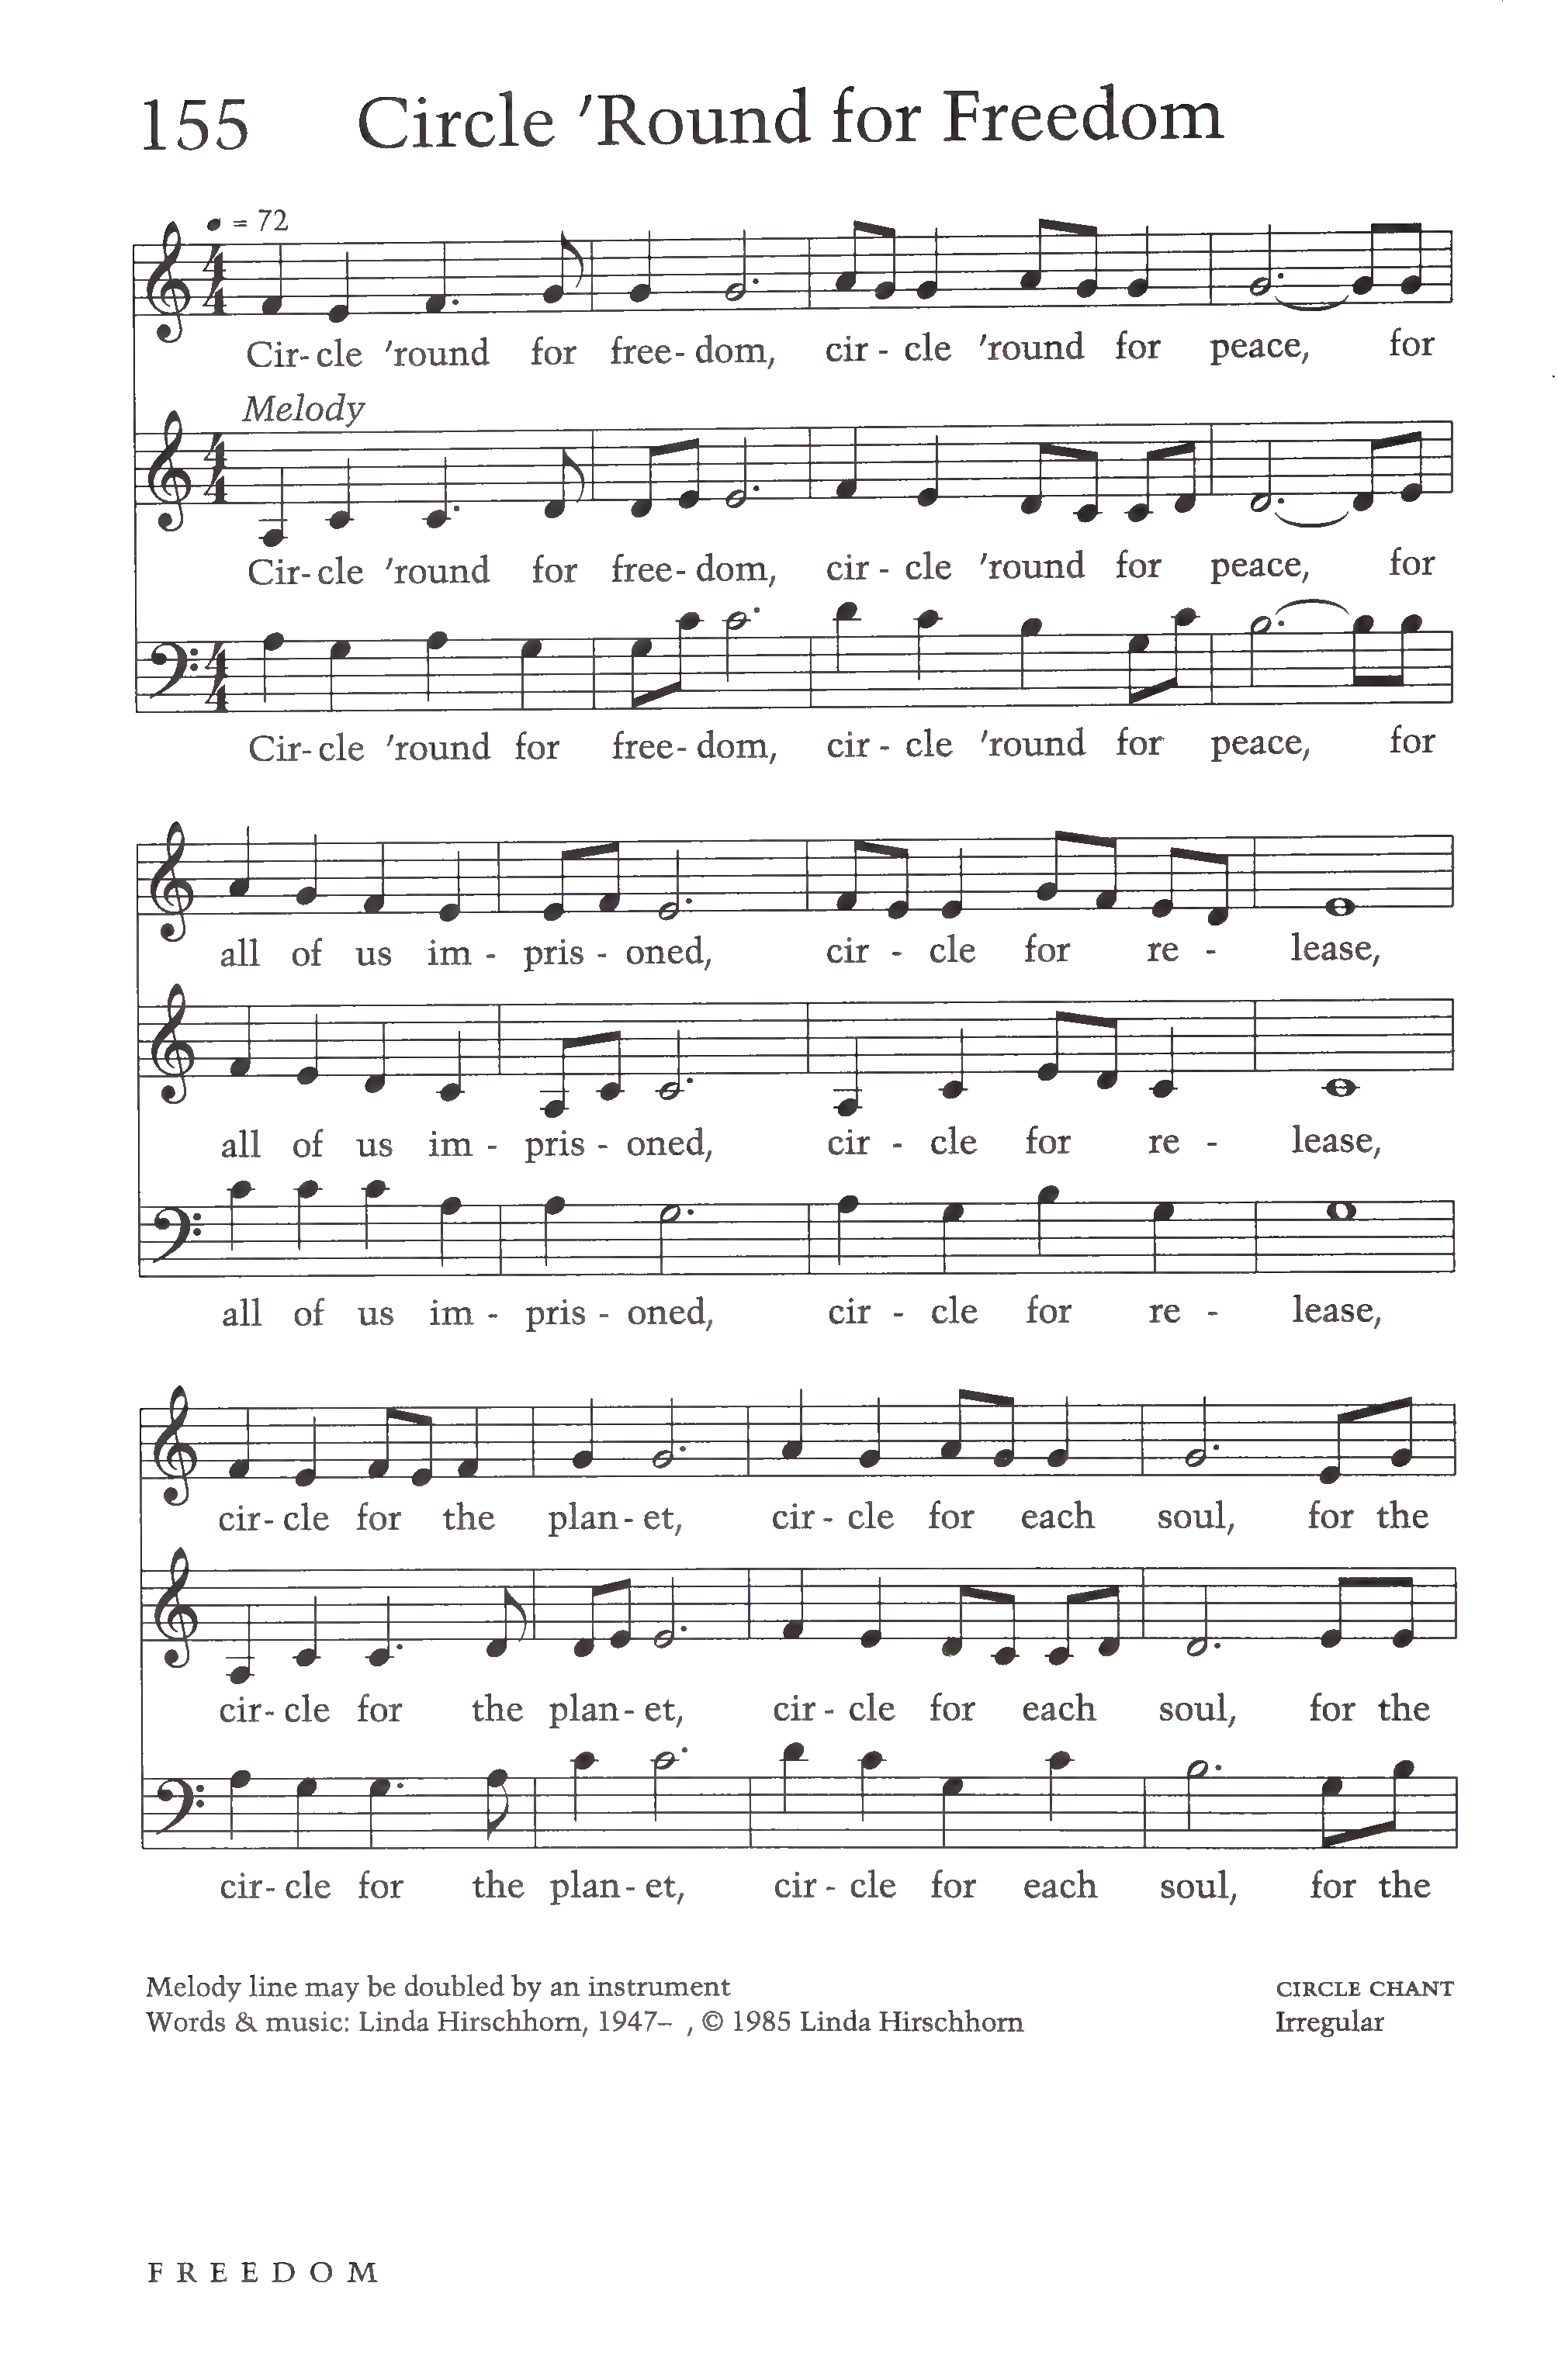 155 Circle ’Round for Freedom
= 72
4 4
Cir- cle ’round for free- dom, cir - cle ’round for peace, for
Melody
4 4
Cir- cle ’round for free- dom, cir - cle ’round for peace, for
4 4
Cir- cle ’round for free- dom, cir - cle ’round for peace, for
all of us im - pris - oned, cir - cle for re - lease,
all of us im - pris - oned, cir - cle for re - lease,
all of us im - pris - oned, cir - cle for re - lease,
cir- cle for the plan- et, cir- cle for each soul, for the
cir- cle for the plan- et, cir- cle for each soul, for the
cir- cle for the plan- et, cir- cle for each soul, for the
Melody line may be doubled by an instrument CIRCLE CHANT
Words & music: Linda Hirschhorn, 1947– , © 1985 Linda Hirschhorn Irregular
FREEDOM